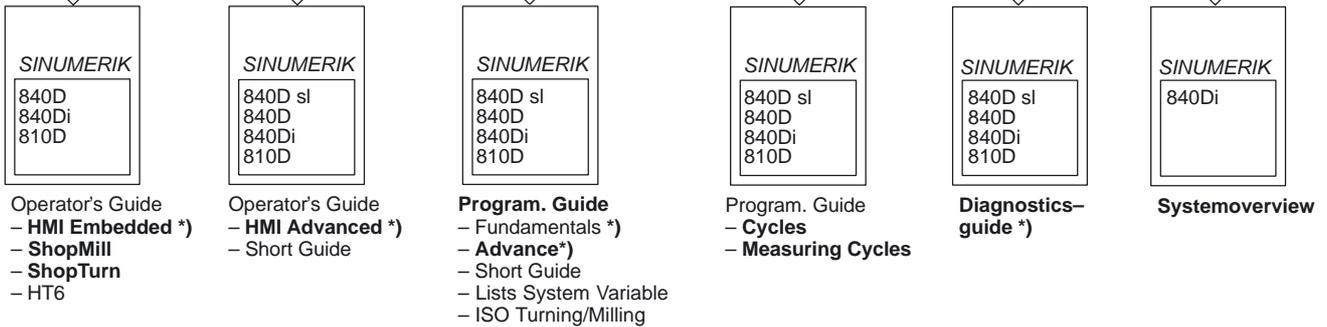 SINUMERIK
840D
840Di
810D
Operator's Guide
– HMI Embedded *)
– ShopMill
– ShopTurn
– HT6
SINUMERIK
840D sl
840D
840Di
810D
Operator's Guide
– HMI Advanced *)
– Short Guide
SINUMERIK
840D sl
840D
840Di
810D
Program. Guide
– Fundamentals *)
– Advance*)
– Short Guide
– Lists System Variable
– ISO Turning/Milling
SINUMERIK
840D sl
840D
840Di
810D
Program. Guide
– Cycles
– Measuring Cycles
SINUMERIK
840D sl
840D
840Di
810D
Diagnostics–
guide *)
SINUMERIK
840Di
Systemoverview